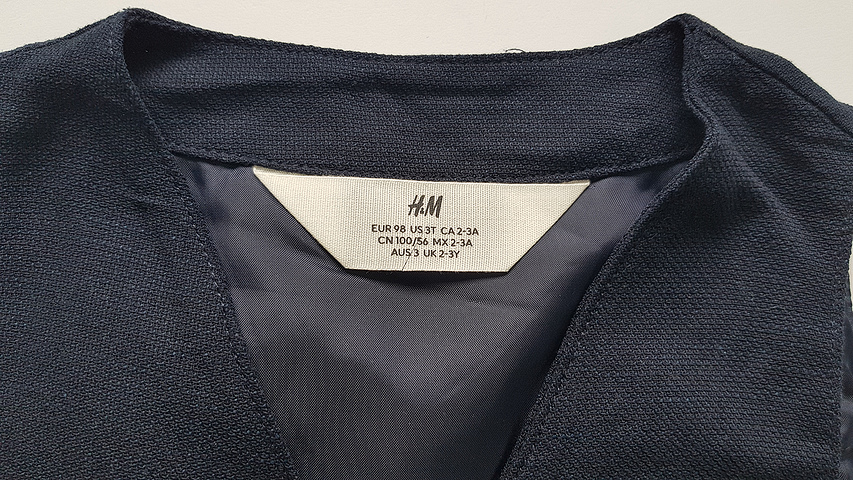 H&M
EUR 98 US 3T CA 2-3A
CN 100/56 MX 2-3A
AUS 3 UK 2-3Y